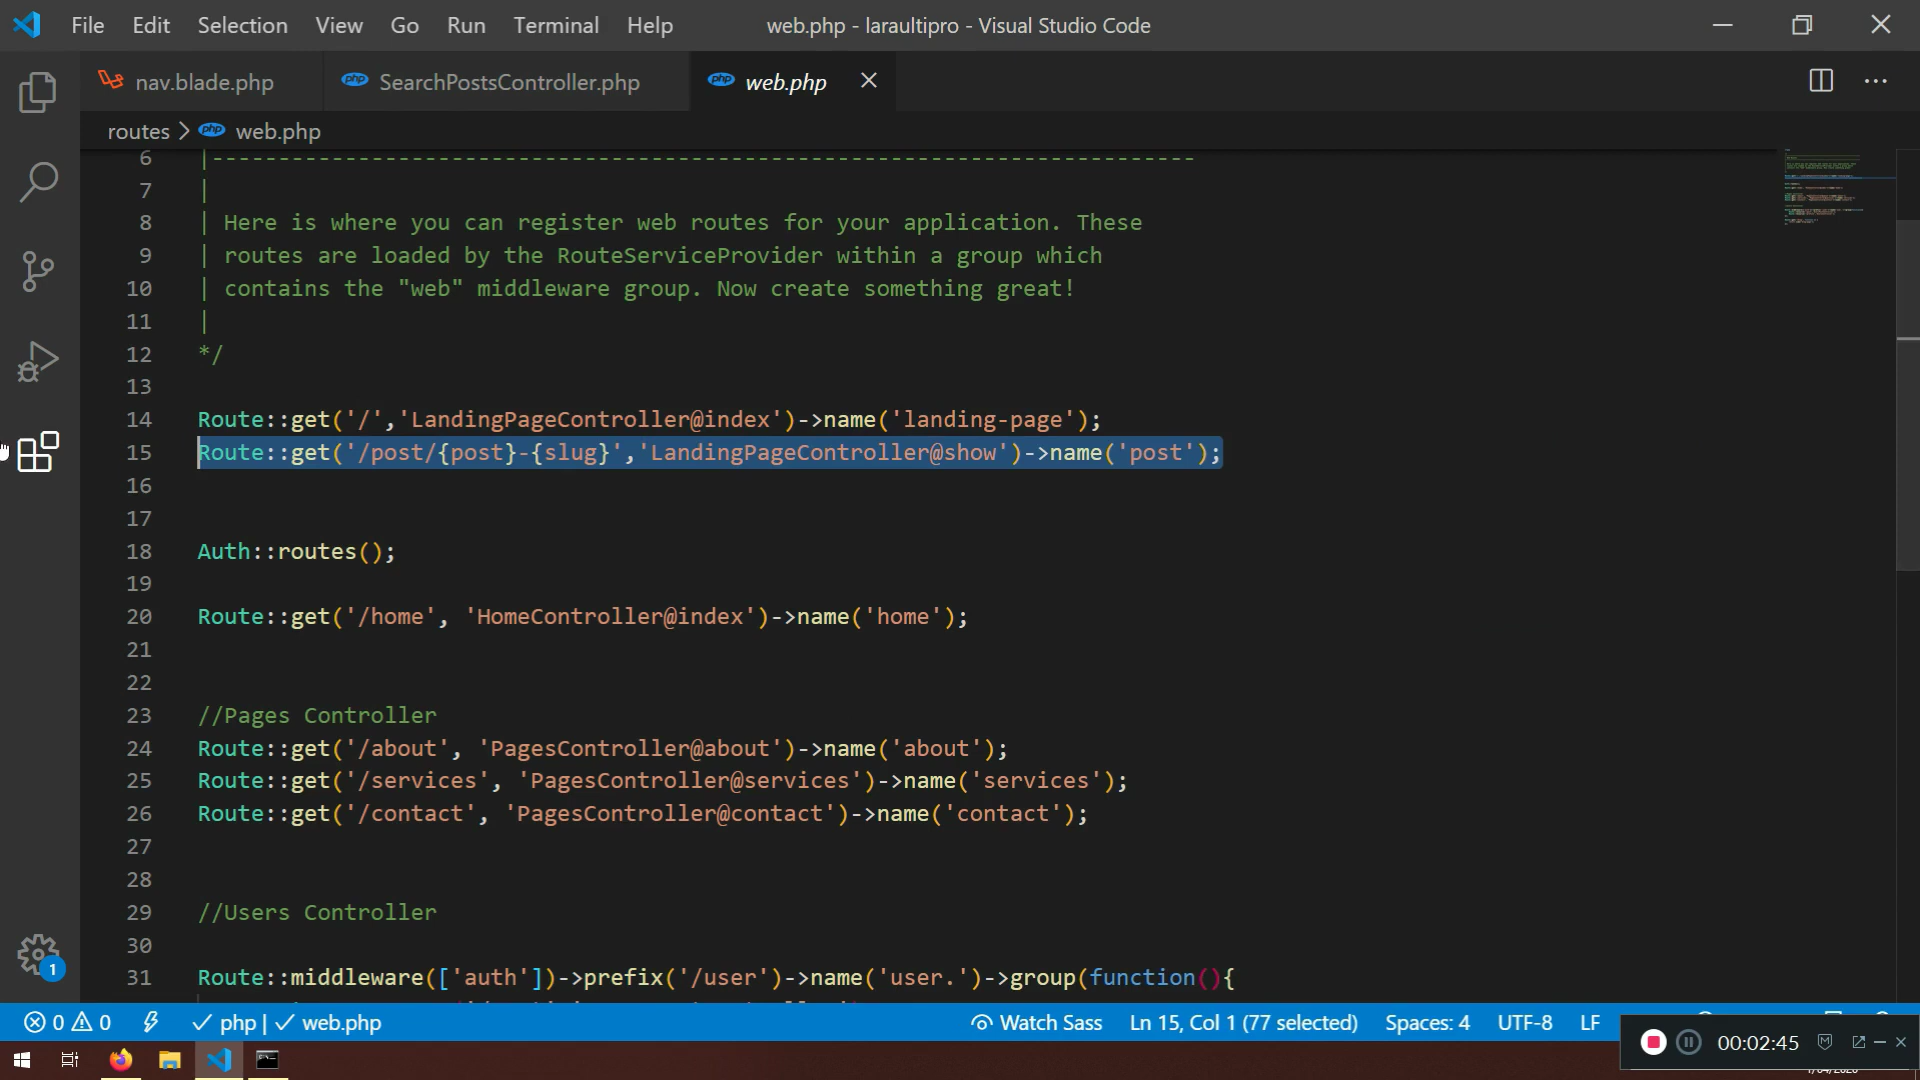 File Edit Selection View Go Run Terminal Help web.php - laraultipro - Visual Studio Code
nav.blade.php php SearchPostsController.php php web.php
routes > php web.php
6 |--------------------------------------------------------------------------
7 |
8 | Here is where you can register web routes for your application. These
9 | routes are loaded by the RouteServiceProvider within a group which
10 | contains the "web" middleware group. Now create something great!
11 |
12 */
13
14 Route::get('/','LandingPageController@index')->name('landing-page');
15 Route::get('/post/{post}-{slug}','LandingPageController@show')->name('post');
16
17
18 Auth::routes();
19
20 Route::get('/home', 'HomeController@index')->name('home');
21
22
23 //Pages Controller
24 Route::get('/about', 'PagesController@about')->name('about');
25 Route::get('/services', 'PagesController@services')->name('services');
26 Route::get('/contact', 'PagesController@contact')->name('contact');
27
28
29 //Users Controller
30
31 Route::middleware(['auth'])->prefix('/user')->name('user.')->group(function(){
1
0 0 php | web.php Watch Sass Ln 15, Col 1 (77 selected) Spaces: 4 UTF-8 LF
00:02:45